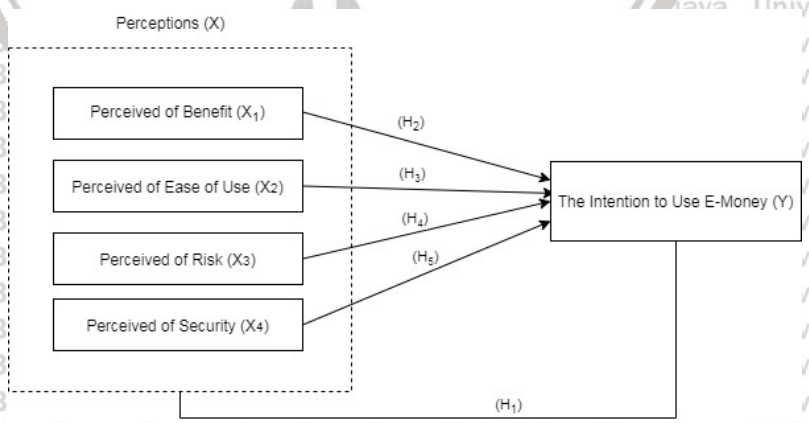 Perceptions (X)
Perceived of Benefit (X₁)
(H₂)
Perceived of Ease of Use (X2)
(H₃)
The Intention to Use E-Money (Y)
(H₄)
Perceived of Risk (X3)
(H₅)
Perceived of Security (X4)
(H₁)